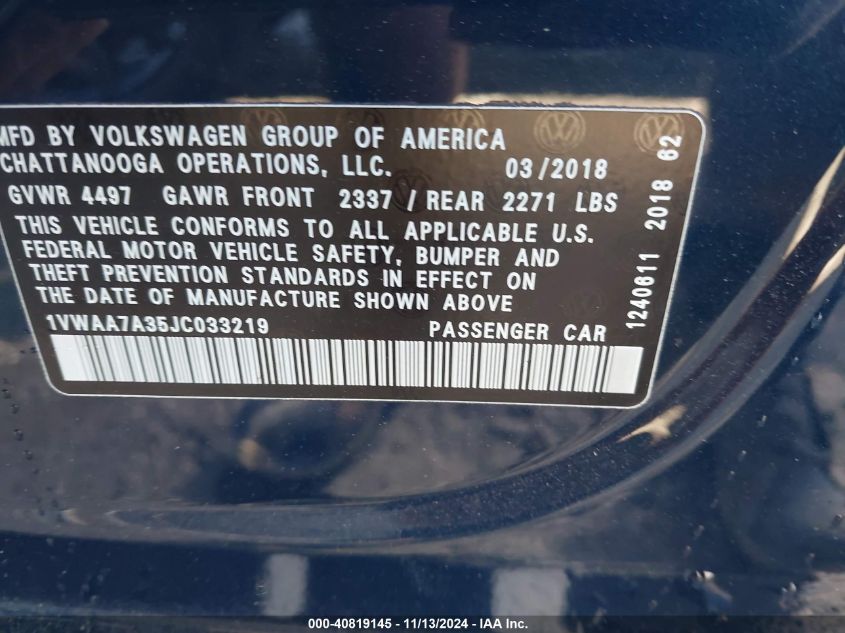 MFD BY VOLKSWAGEN GROUP OF AMERICA
CHATTANOOGA OPERATIONS, LLC. 03/2018
GVWR 4497 GAWR FRONT 2337 / REAR 2271 LBS
THIS VEHICLE CONFORMS TO ALL APPLICABLE U.S.
FEDERAL MOTOR VEHICLE SAFETY, BUMPER AND
THEFT PREVENTION STANDARDS IN EFFECT ON
THE DATE OF MANUFACTURE SHOWN ABOVE
1VWAA7A35JC033219 PASSENGER CAR
1240611 2018 62
000-40819145 - 11/13/2024 - IAA Inc.